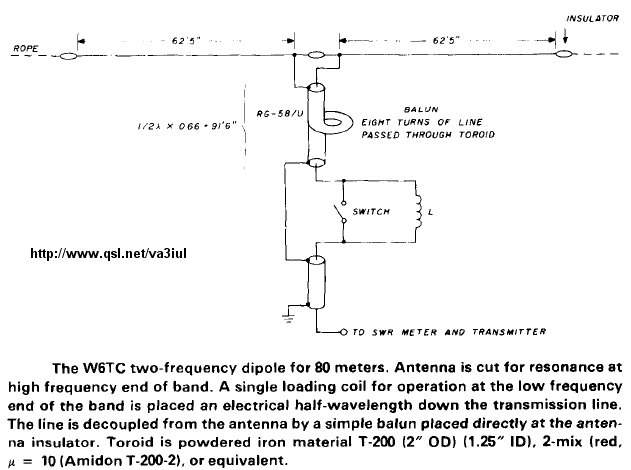 INSULATOR
ROPE
62'5"
62'5"
RG-58/U
BALUN
EIGHT TURNS OF LINE
PASSED THROUGH TOROID
1/2λ × 0.66 = 91'6"
SWITCH
L
http://www.qsl.net/va3iul
TO SWR METER AND TRANSMITTER
The W6TC two-frequency dipole for 80 meters. Antenna is cut for resonance at
high frequency end of band. A single loading coil for operation at the low frequency
end of the band is placed an electrical half-wavelength down the transmission line.
The line is decoupled from the antenna by a simple balun placed directly at the anten-
na insulator. Toroid is powdered iron material T-200 (2" OD) (1.25" ID), 2-mix (red,
μ = 10 (Amidon T-200-2), or equivalent.